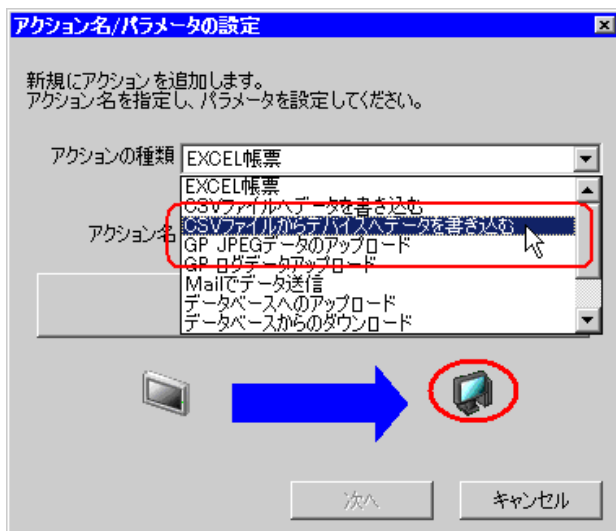 アクション名/パラメータの設定
新規にアクションを追加します。
アクション名を指定し、パラメータを設定してください。
アクションの種類 EXCEL帳票
EXCEL帳票
CSVファイルへデータを書き込む
アクション名 CSVファイルからデバイスへデータを書き込む
GP JPEGデータのアップロード
GP ログデータアップロード
Mailでデータ送信
データベースへのアップロード
データベースからのダウンロード
次へ キャンセル